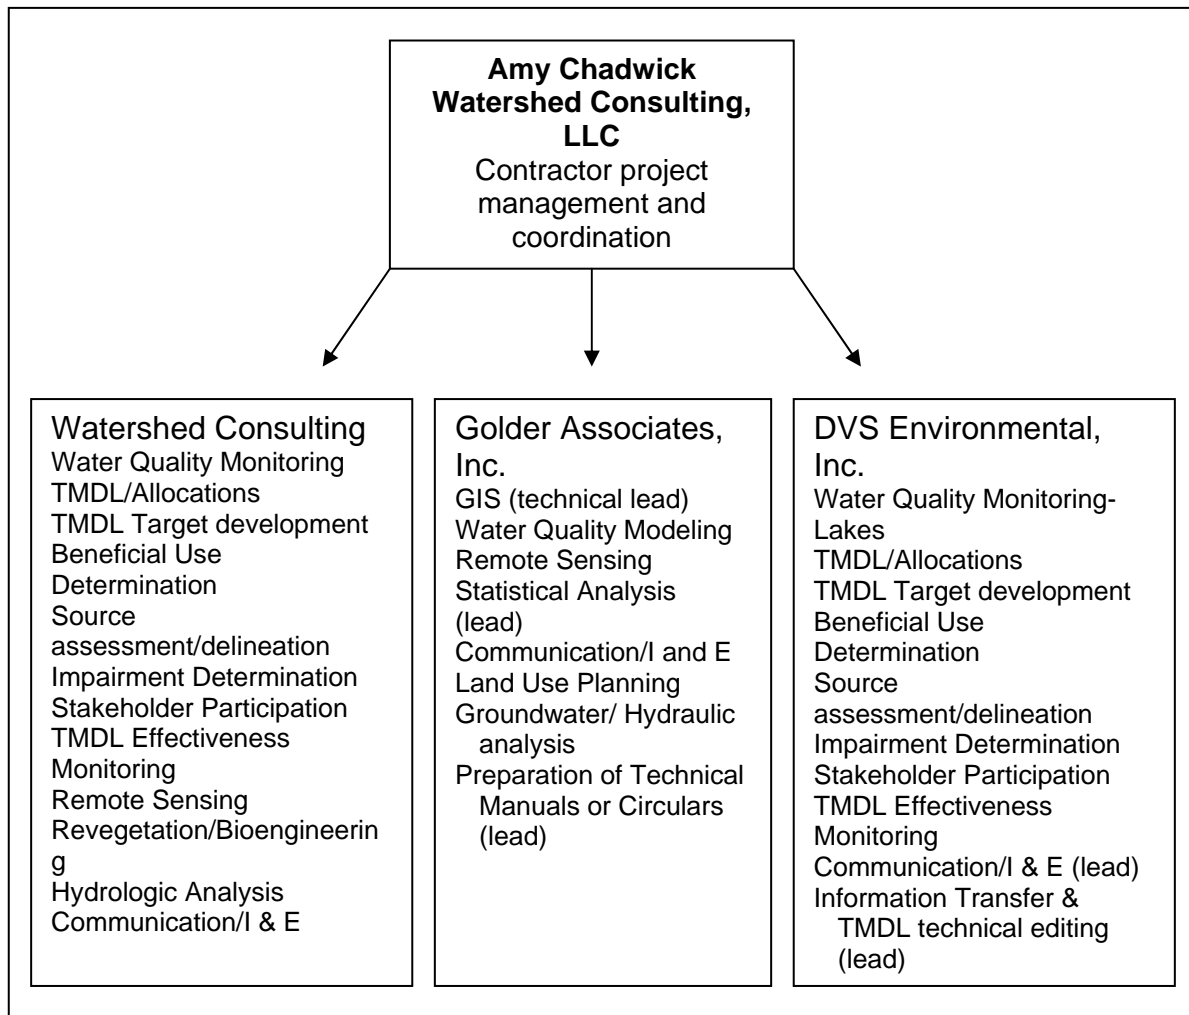 Amy Chadwick
Watershed Consulting,
LLC
Contractor project
management and
coordination
Watershed Consulting
Water Quality Monitoring
TMDL/Allocations
TMDL Target development
Beneficial Use
Determination
Source
assessment/delineation
Impairment Determination
Stakeholder Participation
TMDL Effectiveness
Monitoring
Remote Sensing
Revegetation/Bioengineerin
g
Hydrologic Analysis
Communication/I & E
Golder Associates,
Inc.
GIS (technical lead)
Water Quality Modeling
Remote Sensing
Statistical Analysis
(lead)
Communication/I and E
Land Use Planning
Groundwater/ Hydraulic
analysis
Preparation of Technical
Manuals or Circulars
(lead)
DVS Environmental,
Inc.
Water Quality Monitoring-
Lakes
TMDL/Allocations
TMDL Target development
Beneficial Use
Determination
Source
assessment/delineation
Impairment Determination
Stakeholder Participation
TMDL Effectiveness
Monitoring
Communication/I & E (lead)
Information Transfer &
TMDL technical editing
(lead)